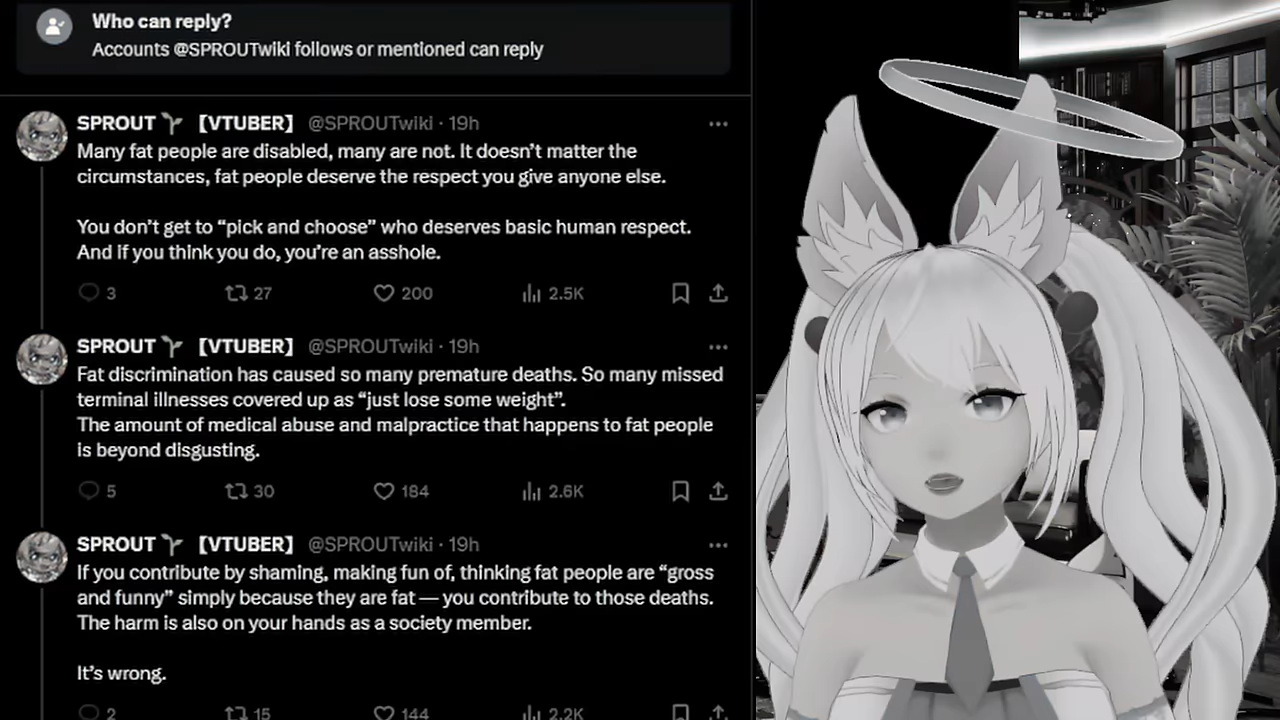 Who can reply?
Accounts @SPROUTwiki follows or mentioned can reply
SPROUT 【VTUBER】 @SPROUTwiki · 19h
Many fat people are disabled, many are not. It doesn’t matter the
circumstances, fat people deserve the respect you give anyone else.
You don’t get to “pick and choose” who deserves basic human respect.
And if you think you do, you’re an asshole.
3 27 200 2.5K
SPROUT 【VTUBER】 @SPROUTwiki · 19h
Fat discrimination has caused so many premature deaths. So many missed
terminal illnesses covered up as “just lose some weight”.
The amount of medical abuse and malpractice that happens to fat people
is beyond disgusting.
5 30 184 2.6K
SPROUT 【VTUBER】 @SPROUTwiki · 19h
If you contribute by shaming, making fun of, thinking fat people are “gross
and funny” simply because they are fat — you contribute to those deaths.
The harm is also on your hands as a society member.
It’s wrong.
2 15 144 2.2K